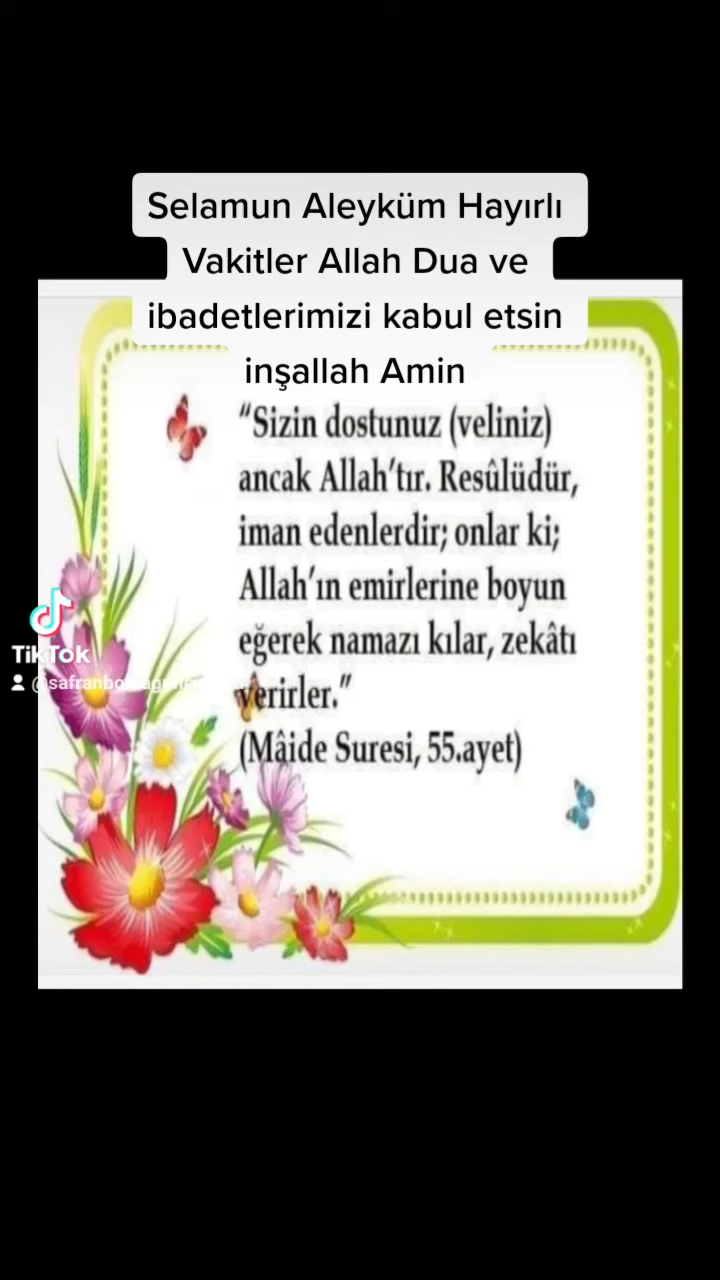 Selamun Aleyküm Hayırlı
Vakitler Allah Dua ve
ibadetlerimizi kabul etsin
inşallah Amin
“Sizin dostunuz (veliniz)
ancak Allah’tır. Resûlüdür,
iman edenlerdir; onlar ki;
Allah’ın emirlerine boyun
eğerek namazı kılar, zekâtı
verirler.”
(Mâide Suresi, 55.ayet)
TikTok